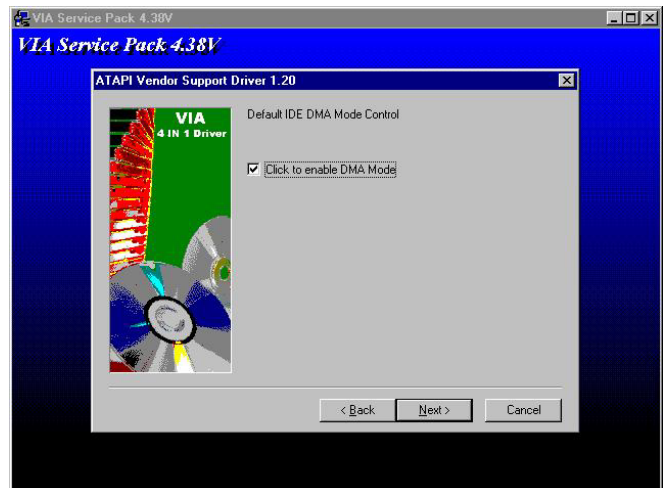 VIA Service Pack 4.38V
VIA Service Pack 4.38V
ATAPI Vendor Support Driver 1.20
VIA
4 IN 1 Driver
Default IDE DMA Mode Control
Click to enable DMA Mode
< Back
Next >
Cancel